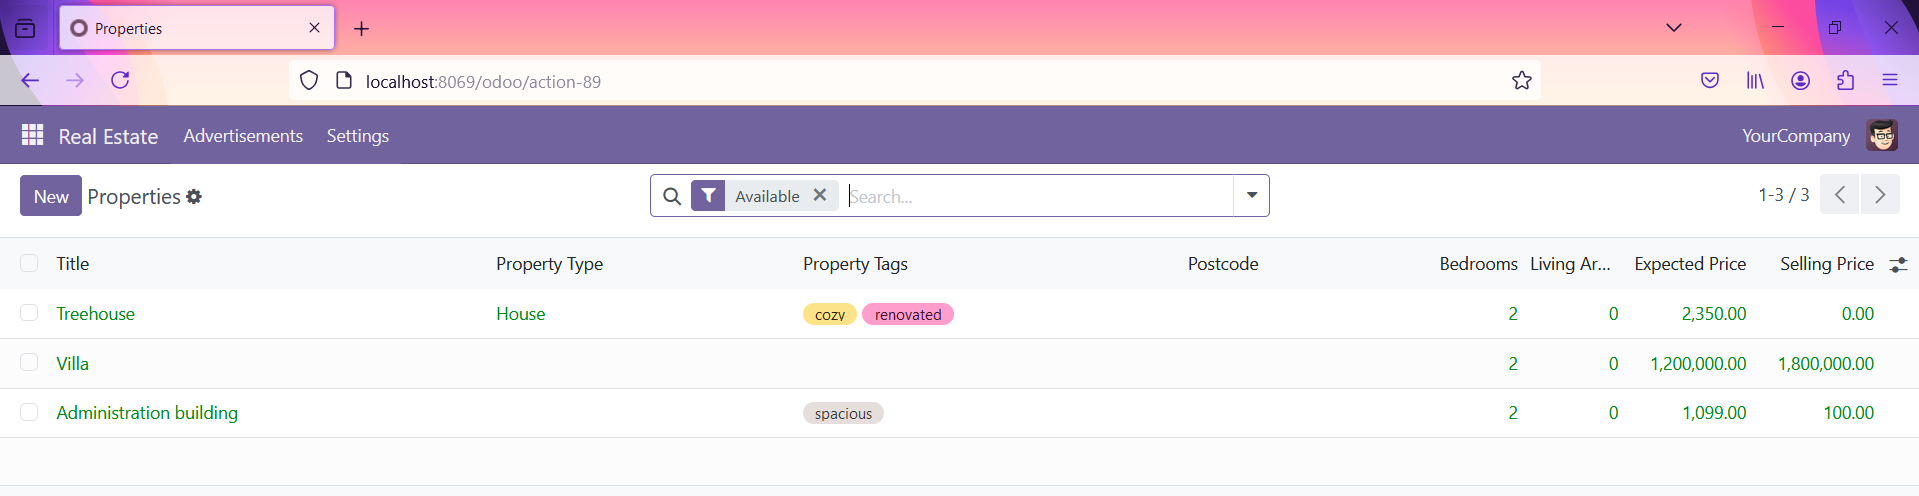 Properties
localhost:8069/odoo/action-89
Real Estate Advertisements Settings YourCompany
New Properties Available Search... 1-3 / 3
Title Property Type Property Tags Postcode Bedrooms Living Ar... Expected Price Selling Price
Treehouse House cozy renovated 2 0 2,350.00 0.00
Villa 2 0 1,200,000.00 1,800,000.00
Administration building spacious 2 0 1,099.00 100.00